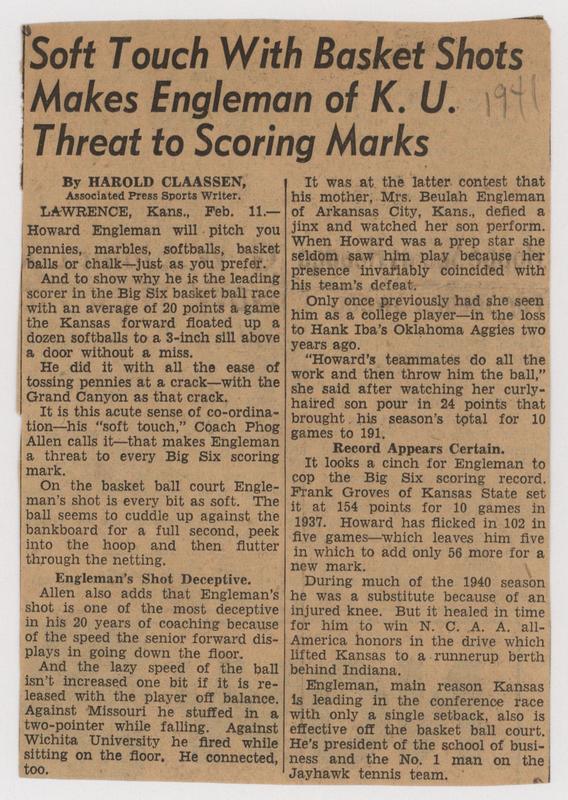 Soft Touch With Basket Shots
Makes Engleman of K. U.
Threat to Scoring Marks
1941
By HAROLD CLAASSEN,
Associated Press Sports Writer.
LAWRENCE, Kans., Feb. 11.—
Howard Engleman will pitch you
pennies, marbles, softballs, basket
balls or chalk—just as you prefer.
And to show why he is the leading
scorer in the Big Six basket ball race
with an average of 20 points a game
the Kansas forward floated up a
dozen softballs to a 3-inch sill above
a door without a miss.
He did it with all the ease of
tossing pennies at a crack—with the
Grand Canyon as that crack.
It is this acute sense of co-ordina-
tion—his "soft touch," Coach Phog
Allen calls it—that makes Engleman
a threat to every Big Six scoring
mark.
On the basket ball court Engle-
man's shot is every bit as soft. The
ball seems to cuddle up against the
bankboard for a full second, peek
into the hoop and then flutter
through the netting.
Engleman's Shot Deceptive.
Allen also adds that Engleman's
shot is one of the most deceptive
in his 20 years of coaching because
of the speed the senior forward dis-
plays in going down the floor.
And the lazy speed of the ball
isn't increased one bit if it is re-
leased with the player off balance.
Against Missouri he stuffed in a
two-pointer while falling. Against
Wichita University he fired while
sitting on the floor. He connected,
too.
It was at the latter contest that
his mother, Mrs. Beulah Engleman
of Arkansas City, Kans., defied a
jinx and watched her son perform.
When Howard was a prep star she
seldom saw him play because her
presence invariably coincided with
his team's defeat.
Only once previously had she seen
him as a college player—in the loss
to Hank Iba's Oklahoma Aggies two
years ago.
"Howard's teammates do all the
work and then throw him the ball,"
she said after watching her curly-
haired son pour in 24 points that
brought his season's total for 10
games to 191.
Record Appears Certain.
It looks a cinch for Engleman to
cop the Big Six scoring record.
Frank Groves of Kansas State set
it at 154 points for 10 games in
1937. Howard has flicked in 102 in
five games—which leaves him five
in which to add only 56 more for a
new mark.
During much of the 1940 season
he was a substitute because of an
injured knee. But it healed in time
for him to win N. C. A. A. all-
America honors in the drive which
lifted Kansas to a runnerup berth
behind Indiana.
Engleman, main reason Kansas
is leading in the conference race
with only a single setback, also is
effective off the basket ball court.
He's president of the school of busi-
ness and the No. 1 man on the
Jayhawk tennis team.